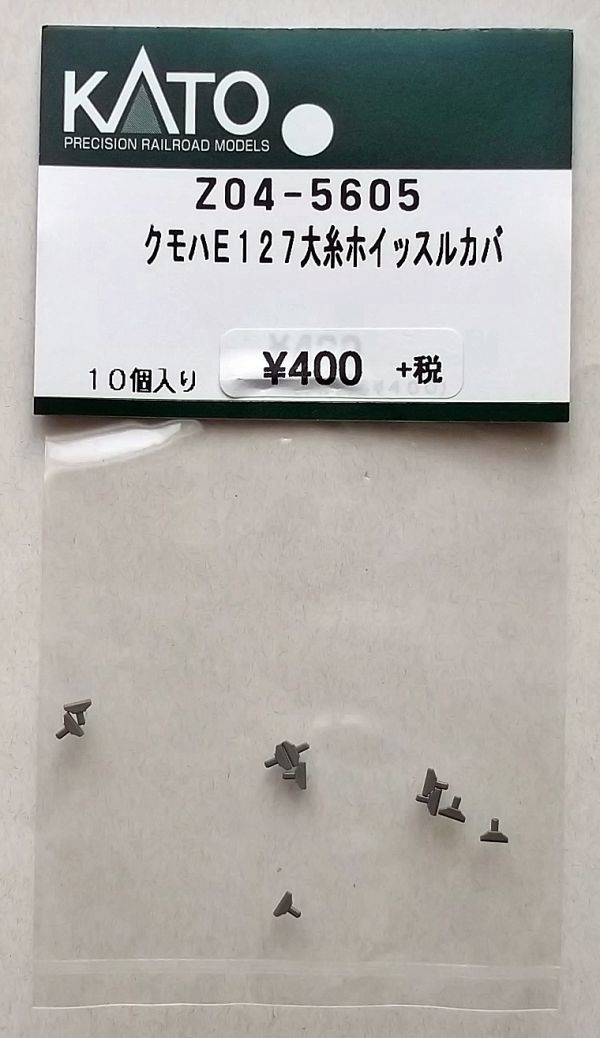 KATO
PRECISION RAILROAD MODELS
Z04-5605
クモハE127大糸ホイッスルカバ
10個入り
¥400 +税